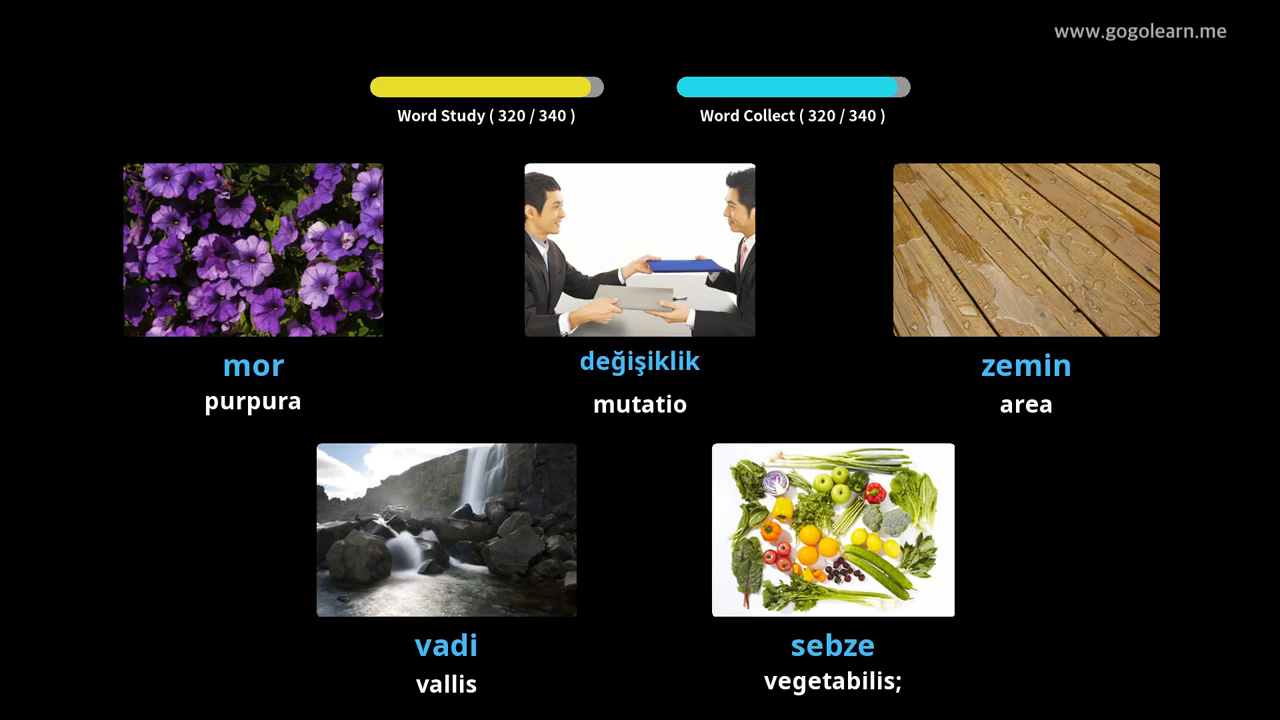 www.gogolearn.me
Word Study ( 320 / 340 )
Word Collect ( 320 / 340 )
mor
purpura
değişiklik
mutatio
zemin
area
vadi
vallis
sebze
vegetabilis;